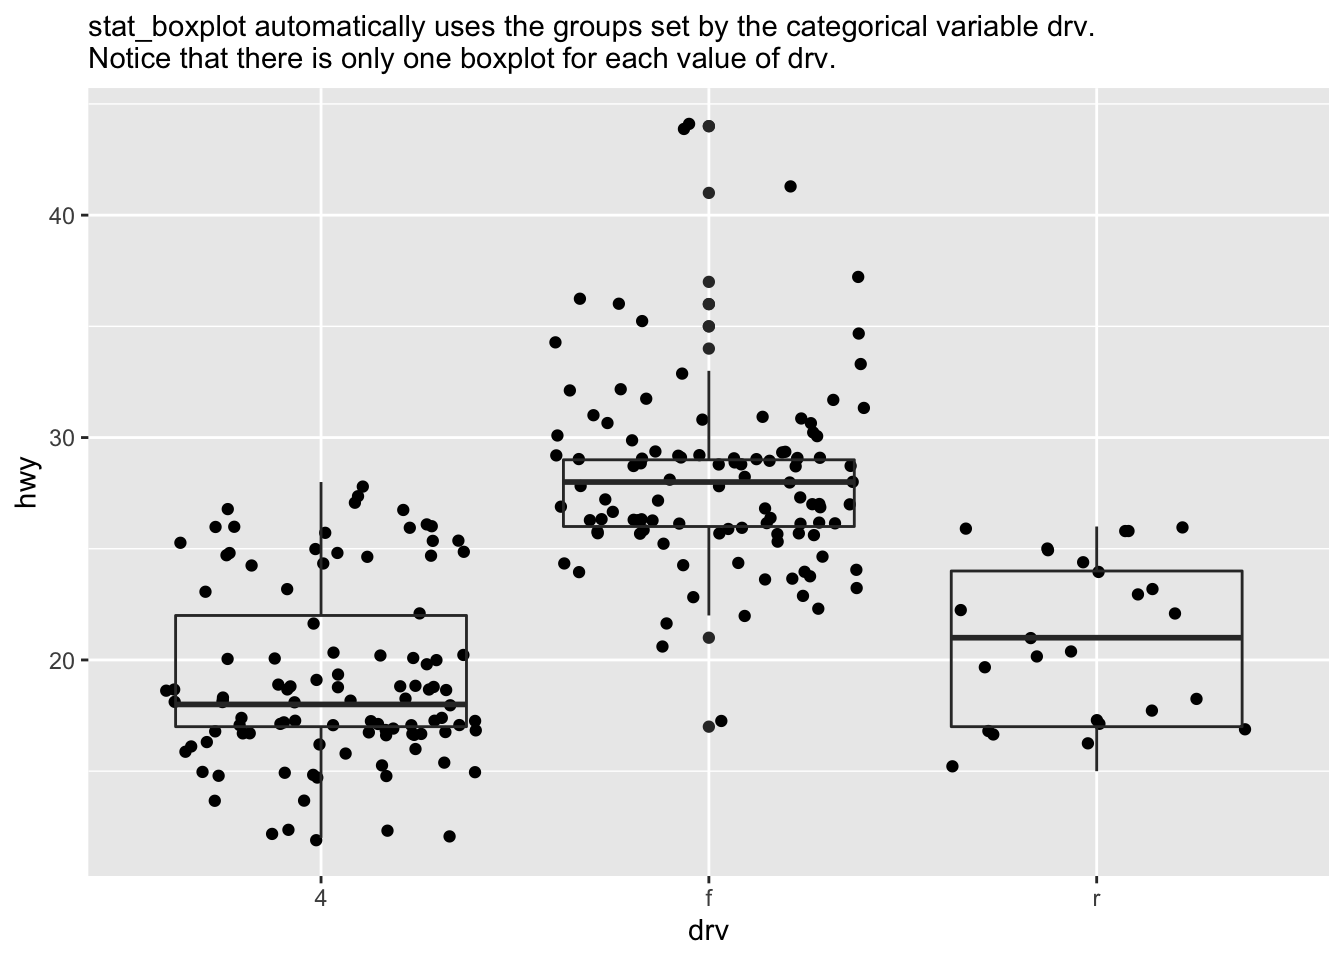 stat_boxplot automatically uses the groups set by the categorical variable drv.
Notice that there is only one boxplot for each value of drv.
40
30
20
hwy
4 f r
drv